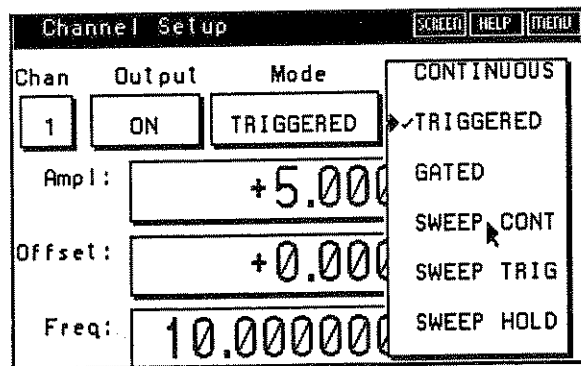 Channel Setup SCREEN HELP MENU
Chan Output Mode
1 ON TRIGGERED
Ampl: +5.000
Offset: +0.000
Freq: 10.000000
CONTINUOUS
✓TRIGGERED
GATED
SWEEP CONT
SWEEP TRIG
SWEEP HOLD